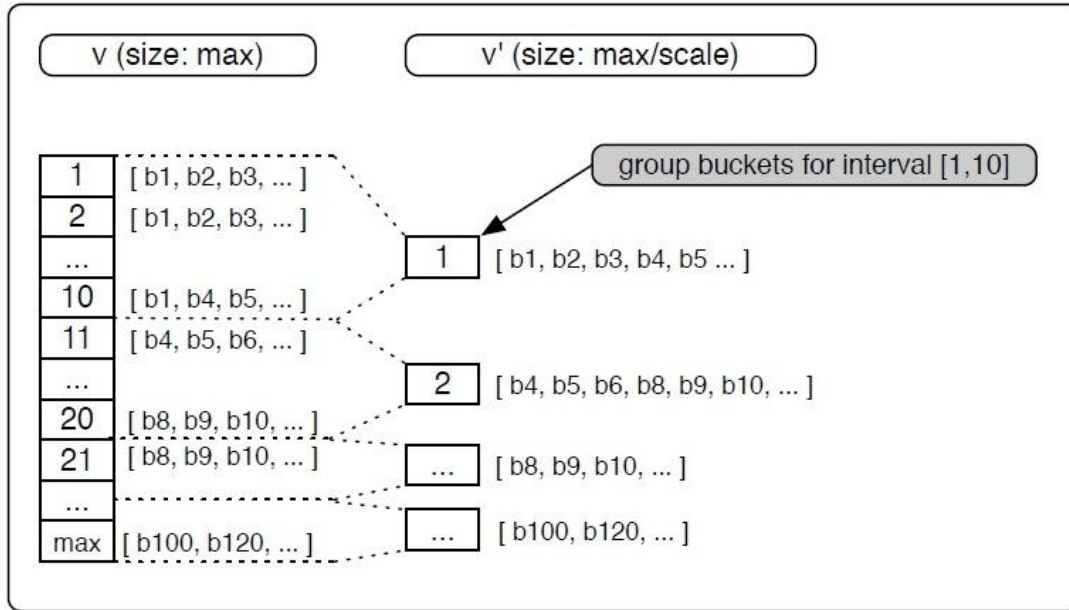 v (size: max)
v' (size: max/scale)
group buckets for interval [1,10]
1 [ b1, b2, b3, ... ]
2 [ b1, b2, b3, ... ]
...
10 [ b1, b4, b5, ... ]
11 [ b4, b5, b6, ... ]
...
20 [ b8, b9, b10, ... ]
21 [ b8, b9, b10, ... ]
...
max [ b100, b120, ... ]
1 [ b1, b2, b3, b4, b5 ... ]
2 [ b4, b5, b6, b8, b9, b10, ... ]
... [ b8, b9, b10, ... ]
... [ b100, b120, ... ]